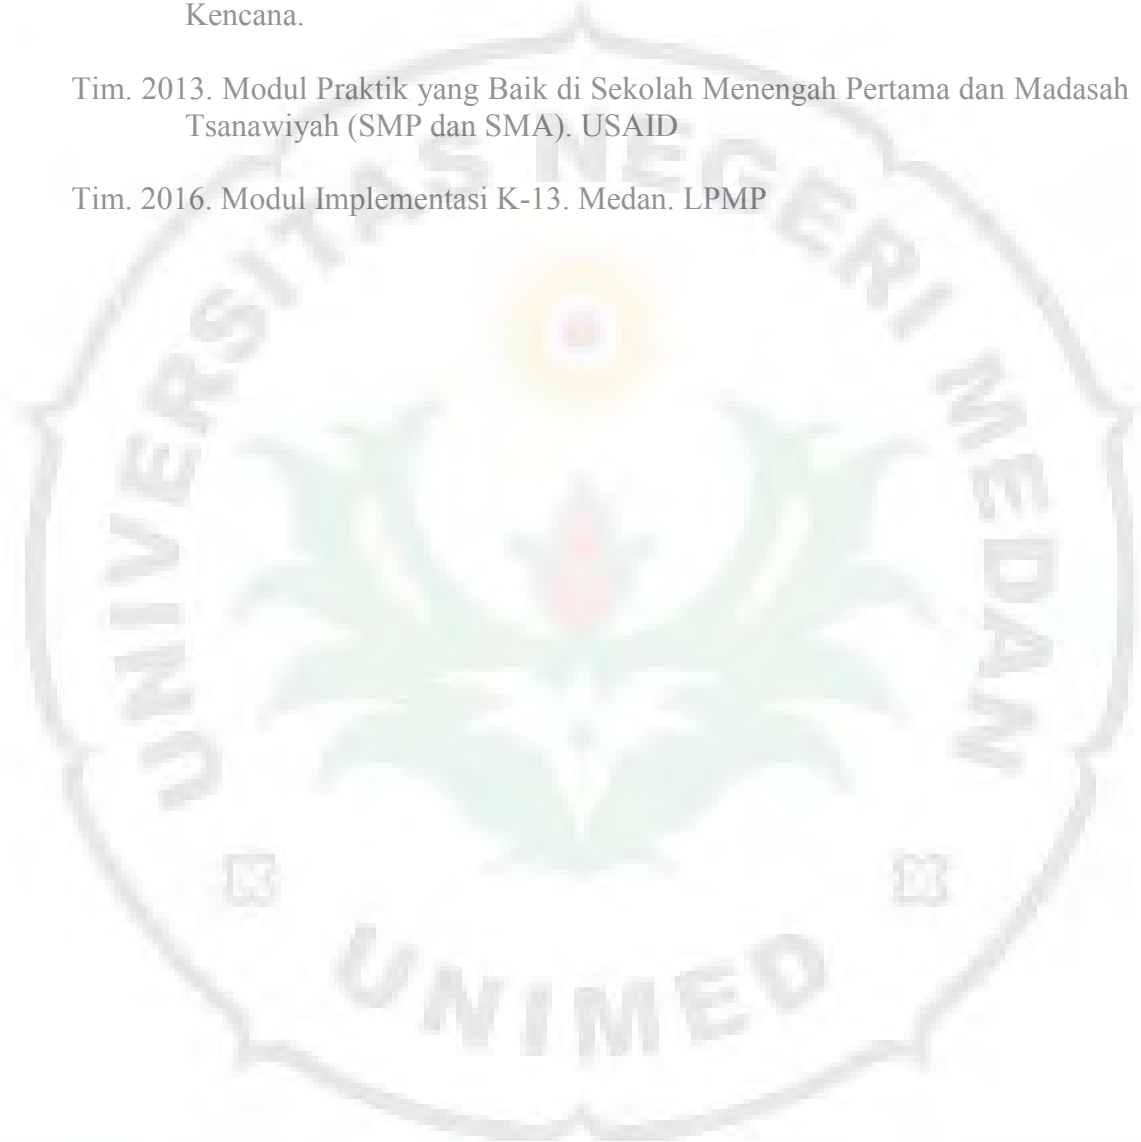 Kencana.
Tim. 2013. Modul Praktik yang Baik di Sekolah Menengah Pertama dan Madasah
Tsanawiyah (SMP dan SMA). USAID
Tim. 2016. Modul Implementasi K-13. Medan. LPMP
UNIVERSITAS NEGERI MEDAN
UNIMED